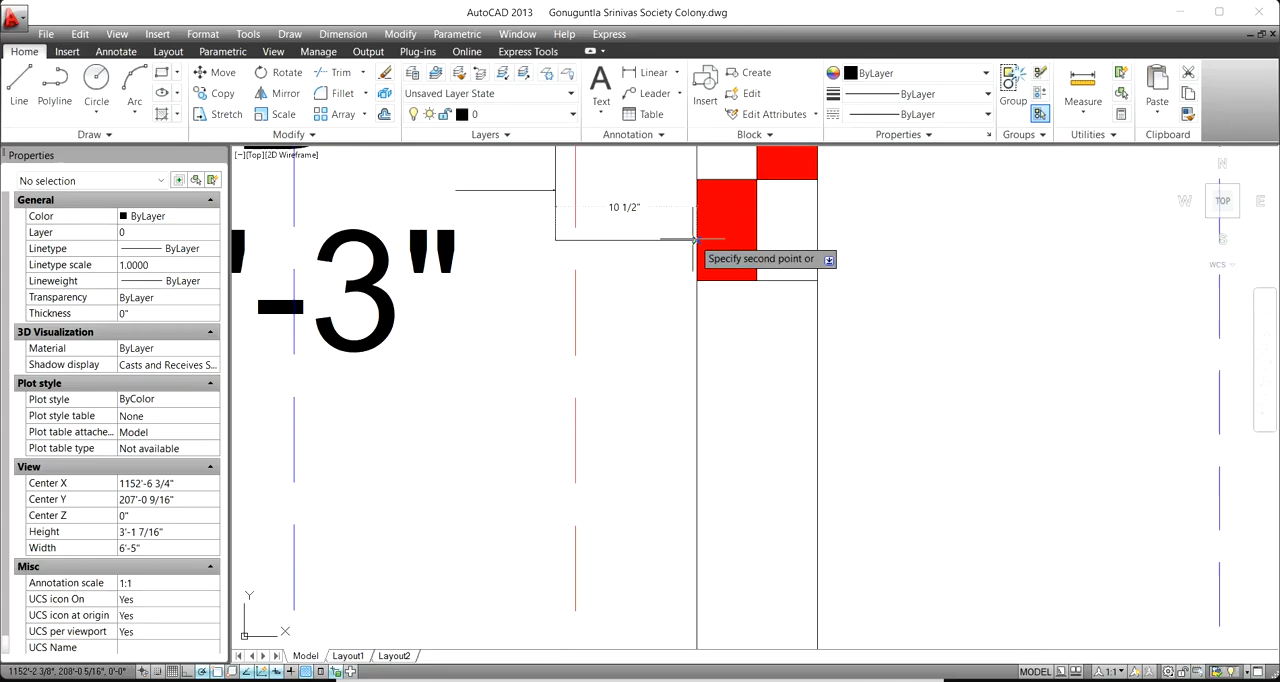 AutoCAD 2013 Gonuguntla Srinivas Society Colony.dwg
File Edit View Insert Format Tools Draw Dimension Modify Parametric Window Help Express
Home Insert Annotate Layout Parametric View Manage Output Plug-ins Online Express Tools
Line Polyline Circle Arc
Move Rotate Trim
Copy Mirror Fillet
Stretch Scale Array
Unsaved Layer State
0
Text
Linear
Leader
Table
Insert
Create
Edit
Edit Attributes
ByLayer
ByLayer
ByLayer
Group
Measure
Paste
Draw Modify Layers Annotation Block Properties Groups Utilities Clipboard
Properties
No selection
General
Color ByLayer
Layer 0
Linetype ByLayer
Linetype scale 1.0000
Lineweight ByLayer
Transparency ByLayer
Thickness 0"
3D Visualization
Material ByLayer
Shadow display Casts and Receives S...
Plot style
Plot style ByColor
Plot style table None
Plot table attache... Model
Plot table type Not available
View
Center X 1152'-6 3/4"
Center Y 207'-0 9/16"
Center Z 0"
Height 3'-1 7/16"
Width 6'-5"
Misc
Annotation scale 1:1
UCS icon On Yes
UCS icon at origin Yes
UCS per viewport Yes
UCS Name
[−][Top][2D Wireframe]
10 1/2"
'-3"
Specify second point or
N
W TOP E
S
WCS
Y
X
Model Layout1 Layout2
1152'-2 3/8", 208'-0 5/16", 0'-0" MODEL 1:1